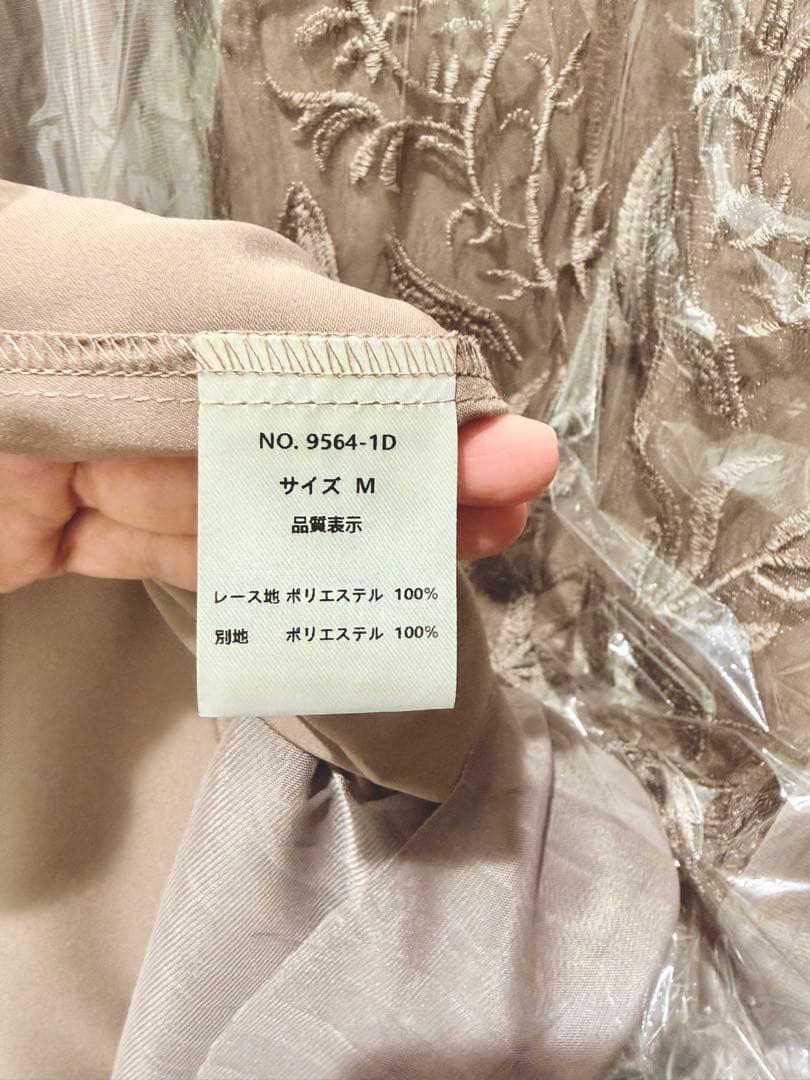 NO. 9564-1D
サイズ M
品質表示
レース地 ポリエステル 100%
別地 ポリエステル 100%